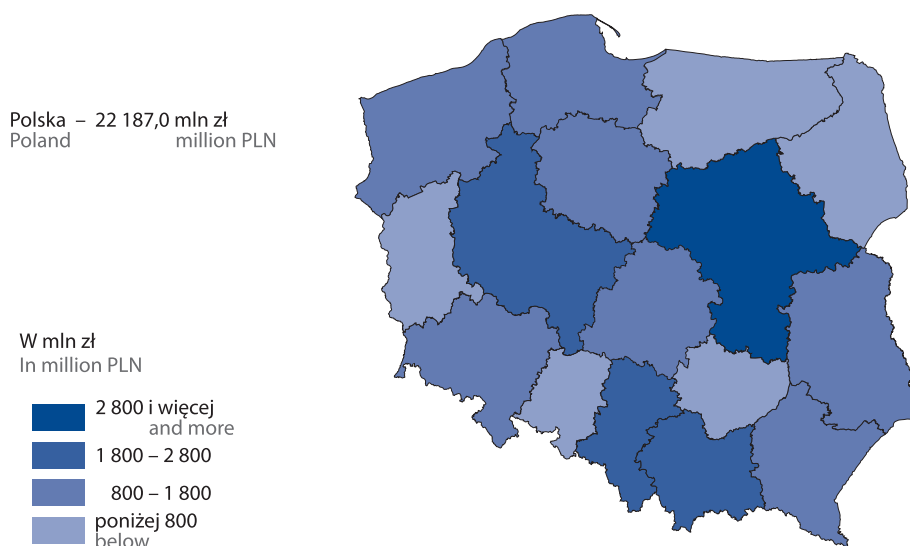 Polska – 22 187,0 mln zł
Poland million PLN
W mln zł
In million PLN
2 800 i więcej
and more
1 800 – 2 800
800 – 1 800
poniżej 800
below